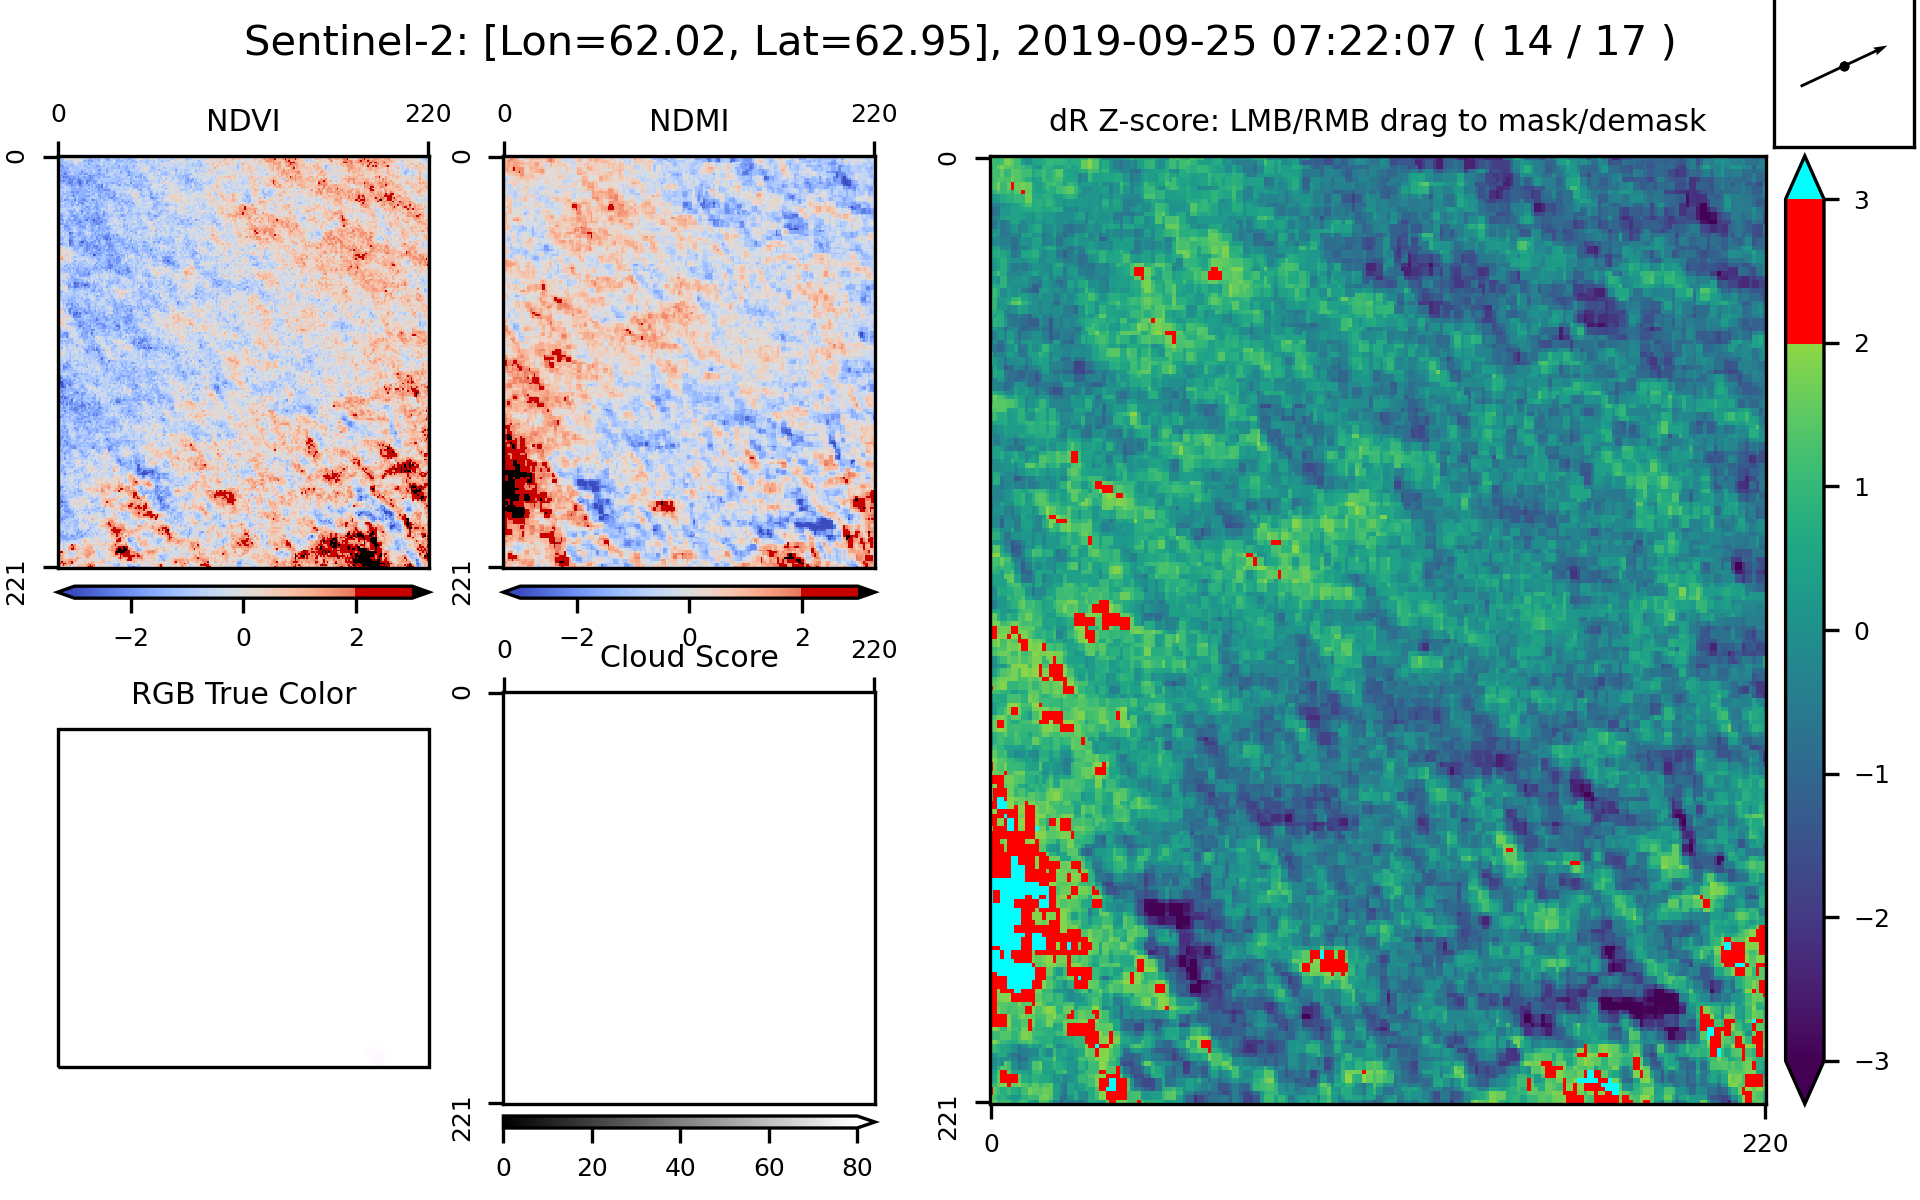 Sentinel-2: [Lon=62.02, Lat=62.95], 2019-09-25 07:22:07 ( 14 / 17 )
0 NDVI 220
0
221
−2 0 2
0 NDMI 220
0
221
−2 0 2
RGB True Color
0 Cloud Score 220
0
221
0 20 40 60 80
dR Z-score: LMB/RMB drag to mask/demask
0
221
0 220
3
2
1
0
−1
−2
−3